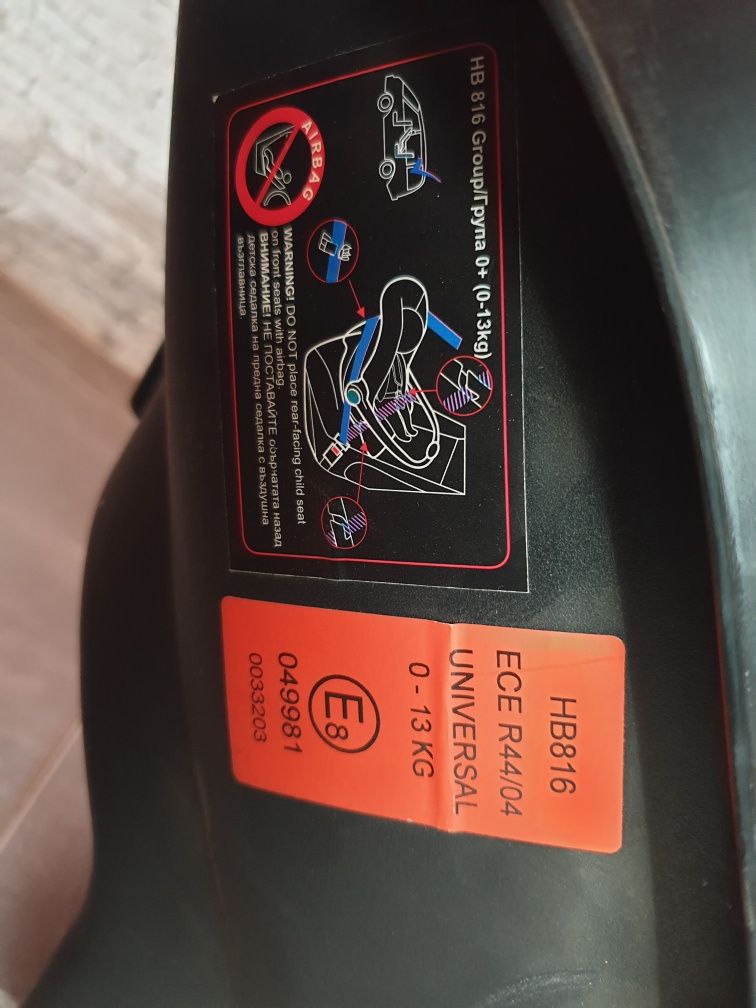 HB 816 Group/Група 0+ (0-13kg)
AIRBAG
WARNING! DO NOT place rear-facing child seat
on front seats with airbag.
ВНИМАНИЕ! НЕ ПОСТАВАЙТЕ обърнатата назад
детска седалка на предна седалка с въздушна
възглавница.
HB816
ECE R44/04
UNIVERSAL
0 - 13 KG
E8
049981
0033203